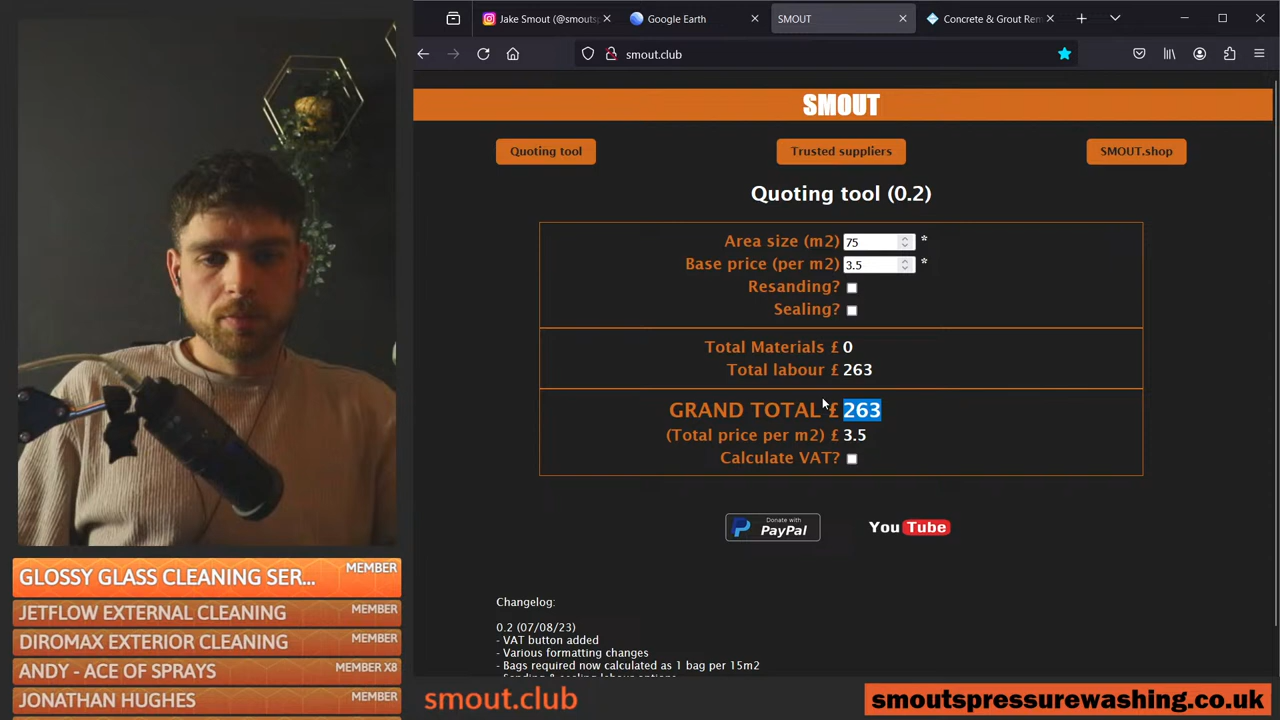 Jake Smout (@smouts
Google Earth
SMOUT
Concrete & Grout Rem
smout.club
SMOUT
Quoting tool
Trusted suppliers
SMOUT.shop
Quoting tool (0.2)
Area size (m2) 75 *
Base price (per m2) 3.5 *
Resanding?
Sealing?
Total Materials £ 0
Total labour £ 263
GRAND TOTAL £ 263
(Total price per m2) £ 3.5
Calculate VAT?
Donate with
PayPal
YouTube
Changelog:
0.2 (07/08/23)
- VAT button added
- Various formatting changes
- Bags required now calculated as 1 bag per 15m2
- Sanding & sealing labour options
GLOSSY GLASS CLEANING SER... MEMBER
JETFLOW EXTERNAL CLEANING MEMBER
DIROMAX EXTERIOR CLEANING MEMBER
ANDY - ACE OF SPRAYS MEMBER X8
JONATHAN HUGHES MEMBER
smout.club
smoutspressurewashing.co.uk